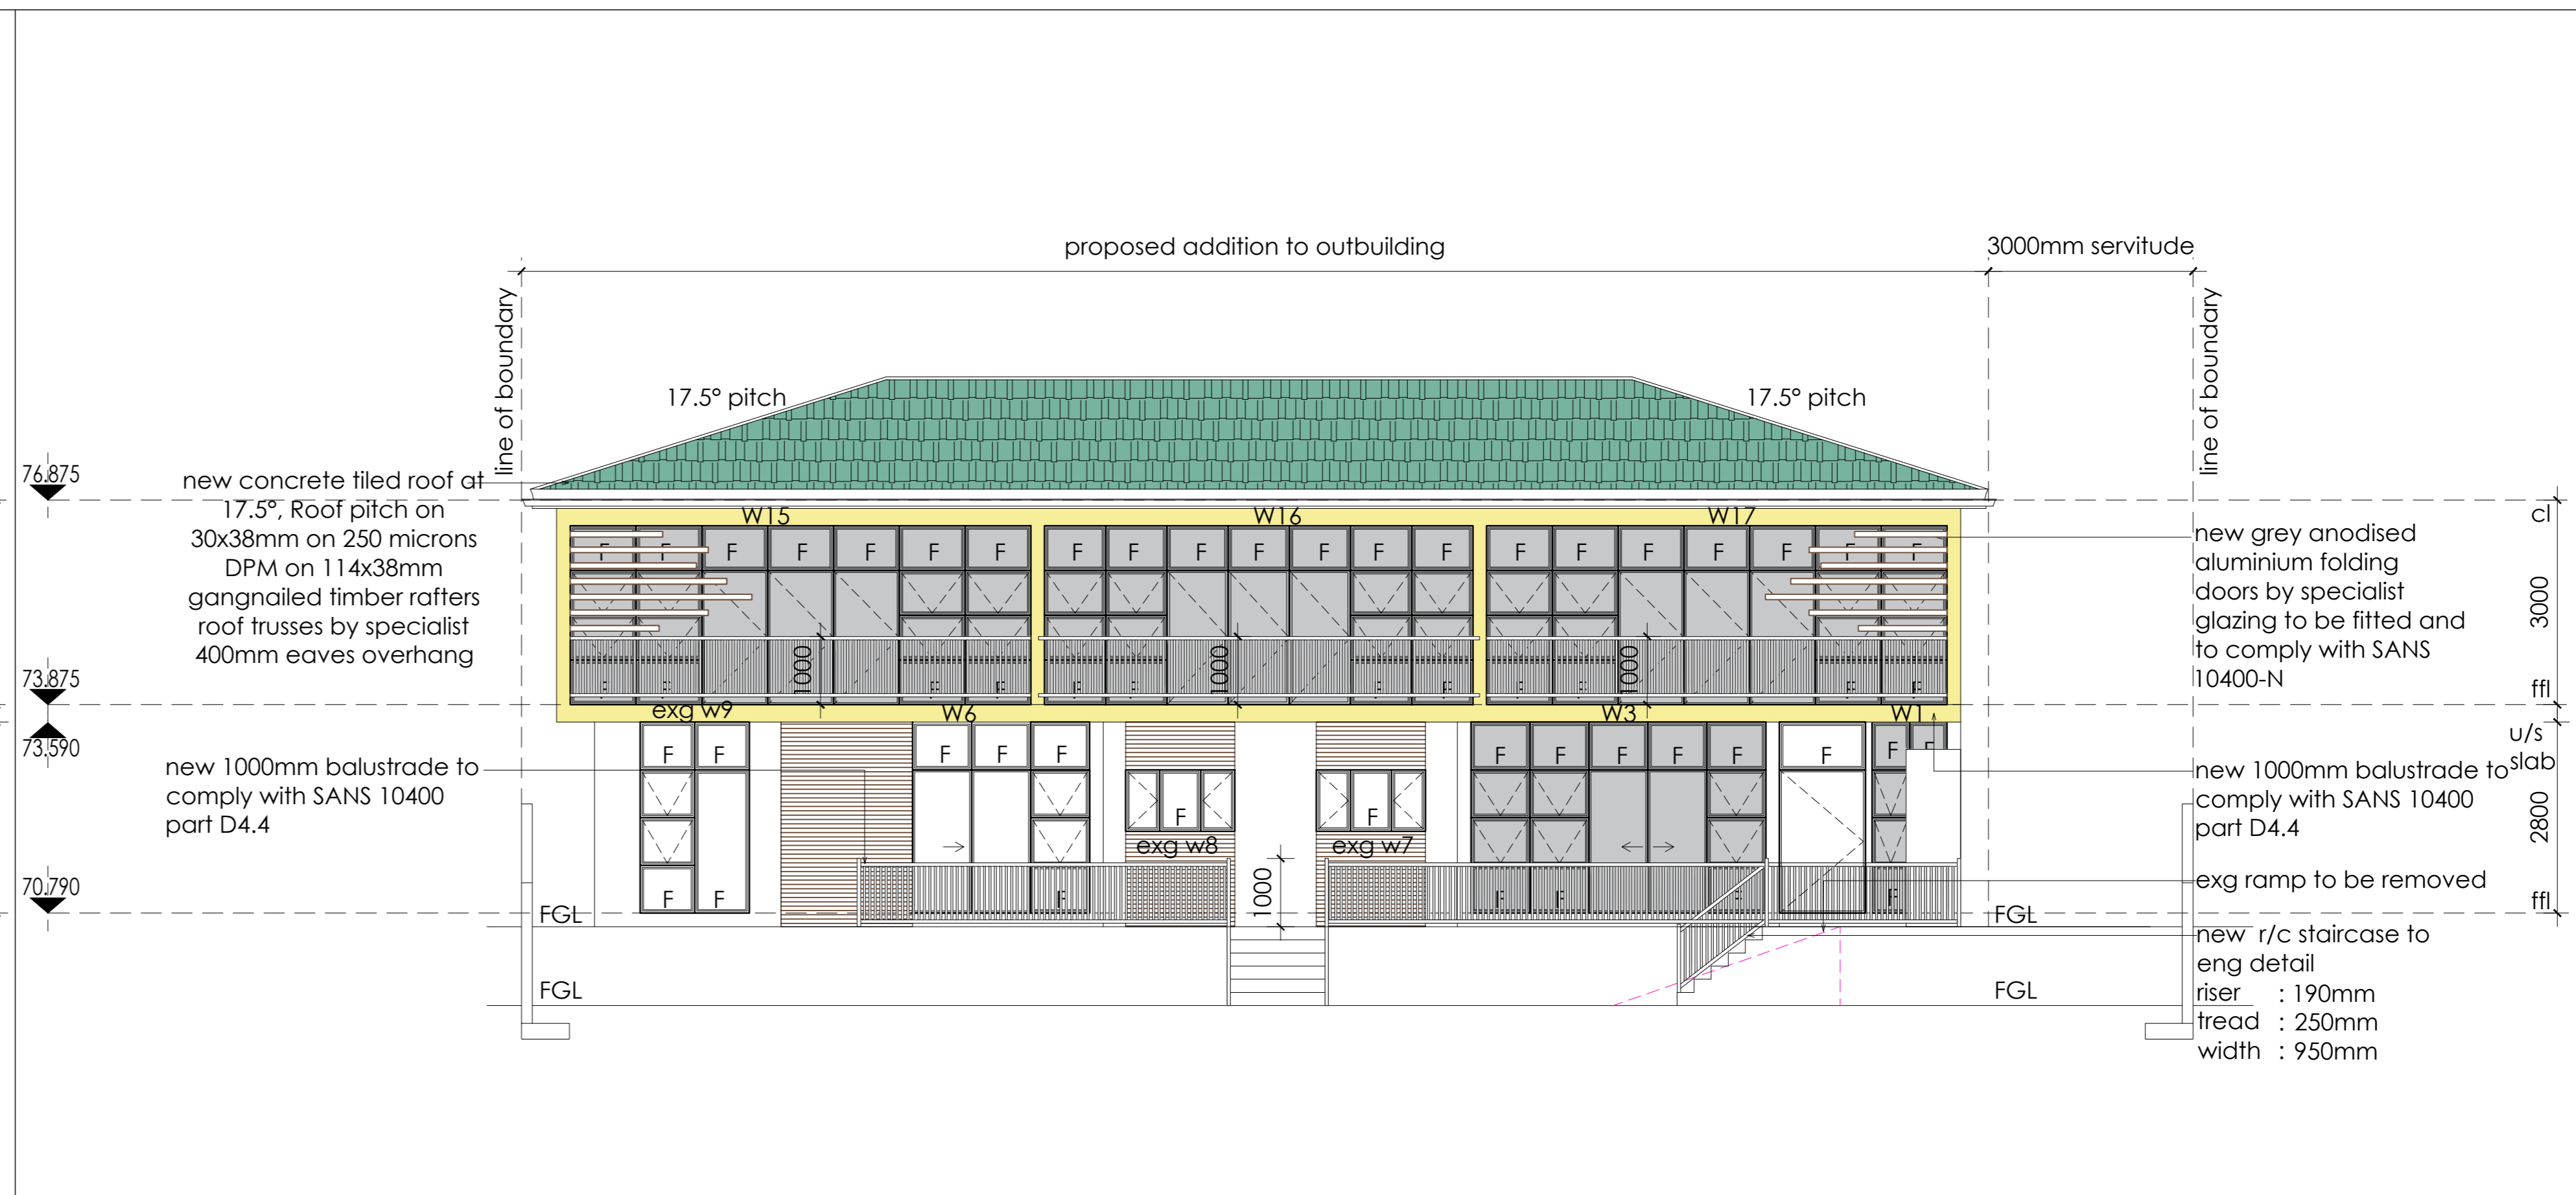 proposed addition to outbuilding
3000mm servitude
line of boundary
line of boundary
17.5° pitch
17.5° pitch
76.875
new concrete tiled roof at
17.5°, Roof pitch on
30x38mm on 250 microns
DPM on 114x38mm
gangnailed timber rafters
roof trusses by specialist
400mm eaves overhang
73.875
73.590
new 1000mm balustrade to
comply with SANS 10400
part D4.4
70.790
W15
W16
W17
F F F F F F F
F F F F F F F
F F F F F F F
1000
1000
1000
F F F F
F F F F
F F F F
exg w9
W6
W3
W1
F F
F F F
F F F F F
F
F F
F
F
exg w8
exg w7
F F
F
F F F
F
1000
FGL
FGL
FGL
FGL
cl
3000
ffl
u/s
slab
2800
ffl
new grey anodised
aluminium folding
doors by specialist
glazing to be fitted and
to comply with SANS
10400-N
new 1000mm balustrade to
comply with SANS 10400
part D4.4
exg ramp to be removed
new r/c staircase to
eng detail
riser : 190mm
tread : 250mm
width : 950mm